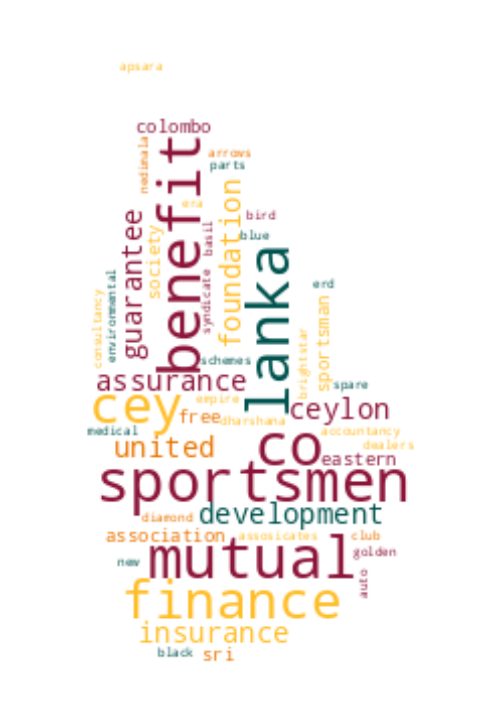 apsara
colombo
nedimala
benefit
arrows
parts
era
foundation
bird
blue
guarantee
society
basil
syndicate
lanka
environmental
consultancy
erd
sportsman
brightstar
schemes
assurance
spare
cey
empire
free
dharshana
ceylon
medical
united
co
accountancy
dealers
eastern
sportsmen
diamond
development
association
assosicates
club
mutual
golden
new
auto
finance
insurance
black
sri